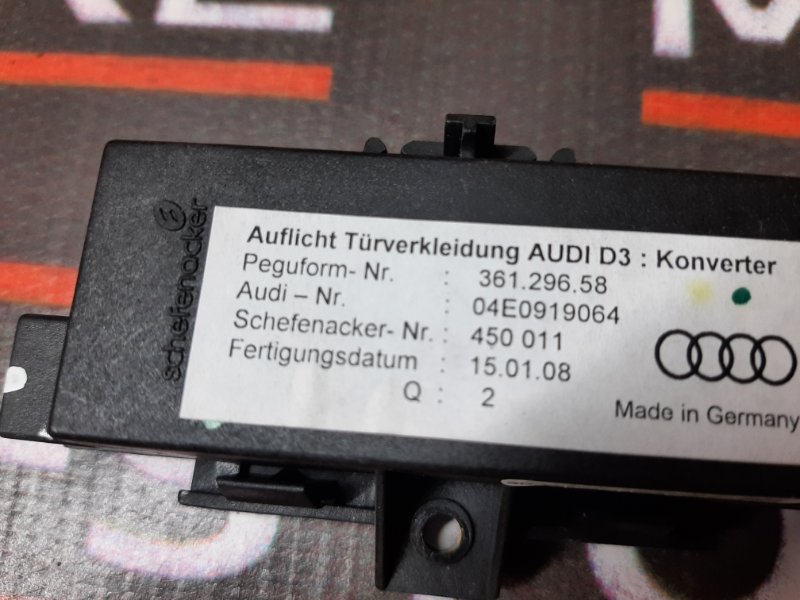 schefenacker
Auflicht Türverkleidung AUDI D3 : Konverter
Peguform- Nr. : 361.296.58
Audi – Nr. : 04E0919064
Schefenacker- Nr. : 450 011
Fertigungsdatum : 15.01.08
Q : 2
Made in Germany